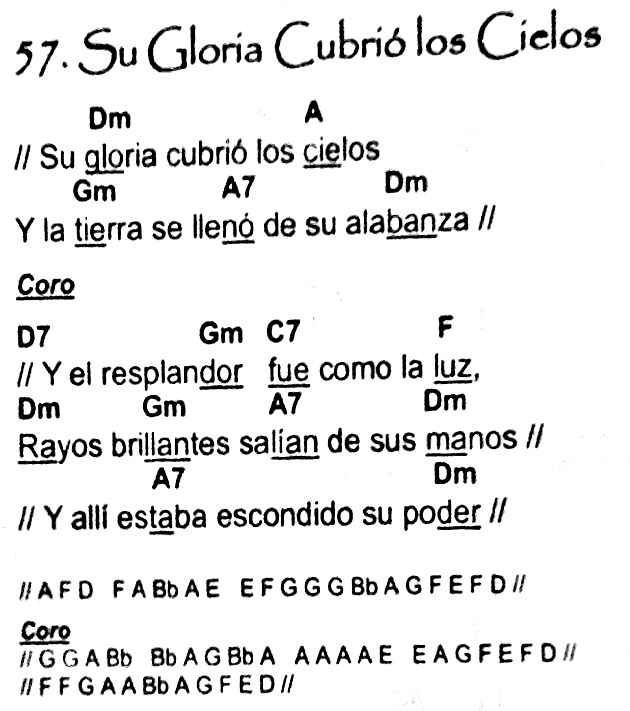 57. Su Gloria Cubrió los Cielos
Dm A
// Su gloria cubrió los cielos
Gm A7 Dm
Y la tierra se llenó de su alabanza //
Coro
D7 Gm C7 F
// Y el resplandor fue como la luz,
Dm Gm A7 Dm
Rayos brillantes salían de sus manos //
A7 Dm
// Y allí estaba escondido su poder //
// A F D F A Bb A E E F G G G Bb A G F E F D //
Coro
// G G A Bb Bb A G Bb A A A A A E E A G F E F D //
// F F G A A Bb A G F E D //